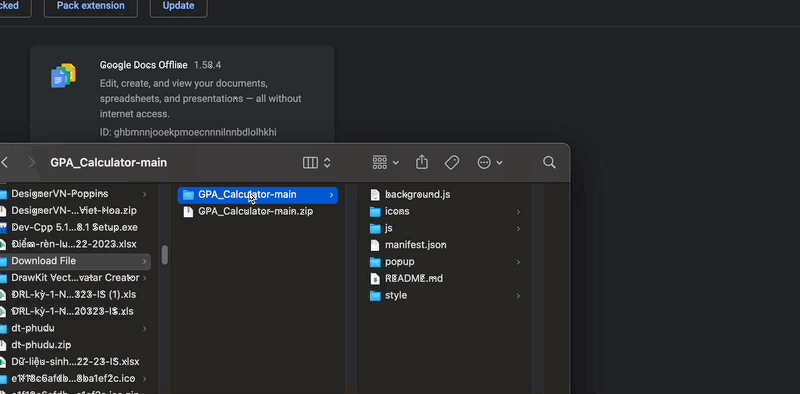 cked
Pack extension
Update
Google Docs Offline 1.58.4
Edit, create, and view your documents,
spreadsheets, and presentations — all without
internet access.
ID: ghbmnnjooekpmoecnnnilnnbdlolhkhi
GPA_Calculator-main
DesignerVN-Poppins
DesignerVN-...Viet-Hoa.zip
Dev-Cpp 5.1...8.1 Setup.exe
Điểm-rèn-lu...22-2023.xlsx
Download File
DrawKit Vect...vatar Creator
DRL-kỳ-1-N...323-IS (1).xls
DRL-kỳ-1-N...20323-IS.xls
dt-phudu
dt-phudu.zip
Dữ-liệu-sinh...22-23-IS.xlsx
e1f18c6afdb...8ba1ef2c.ico
GPA_Calculator-main
GPA_Calculator-main.zip
background.js
icons
js
manifest.json
popup
README.md
style